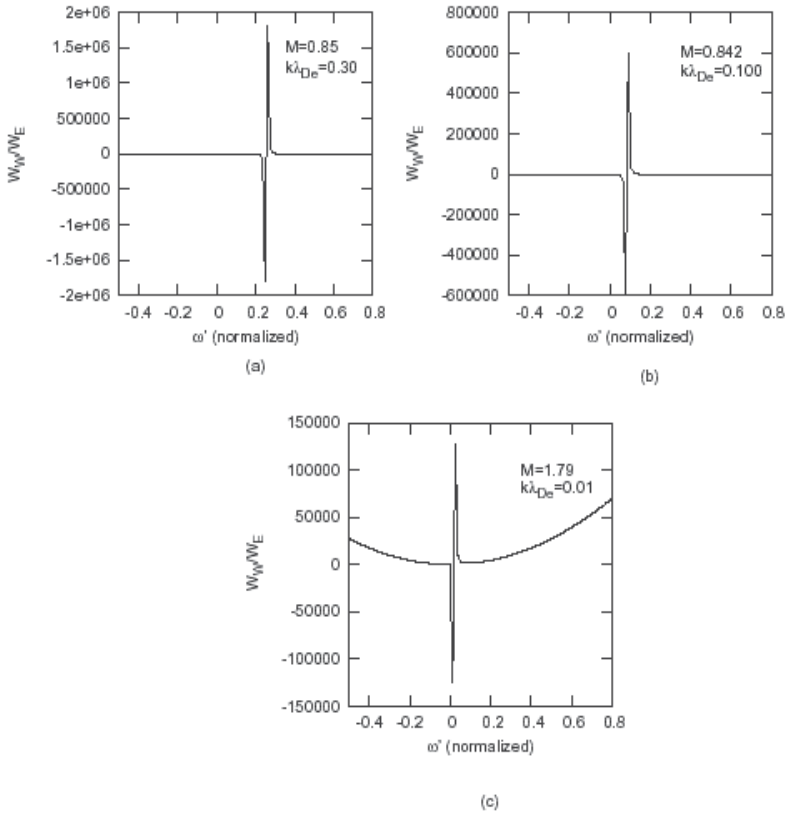 2e+06
1.5e+06
1e+06
500000
0
-500000
-1e+06
-1.5e+06
-2e+06
W_W/W_E
M=0.85
kλ_De=0.30
-0.4 -0.2 0 0.2 0.4 0.6 0.8
ω' (normalized)
(a)
800000
600000
400000
200000
0
-200000
-400000
-600000
W_W/W_E
M=0.842
kλ_De=0.100
-0.4 -0.2 0 0.2 0.4 0.6 0.8
ω' (normalized)
(b)
150000
100000
50000
0
-50000
-100000
-150000
W_W/W_E
M=1.79
kλ_De=0.01
-0.4 -0.2 0 0.2 0.4 0.6 0.8
ω' (normalized)
(c)